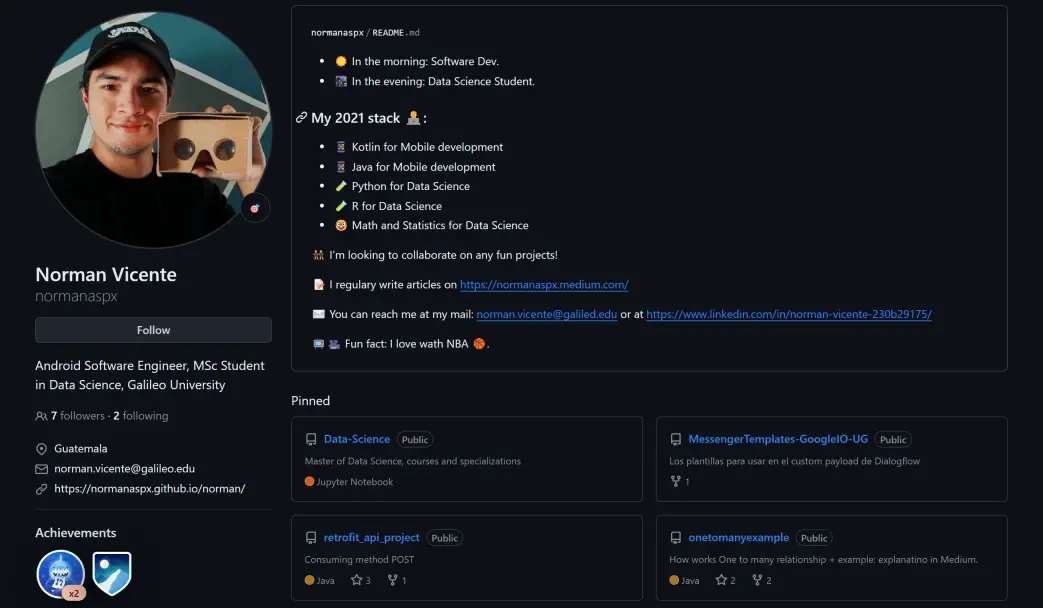 normanaspx/README.md
In the morning: Software Dev.
In the evening: Data Science Student.
My 2021 stack :
Kotlin for Mobile development
Java for Mobile development
Python for Data Science
R for Data Science
Math and Statistics for Data Science
I'm looking to collaborate on any fun projects!
I regulary write articles on https://normanaspx.medium.com/
You can reach me at my mail: norman.vicente@galiled.edu or at https://www.linkedin.com/in/norman-vicente-230b29175/
Fun fact: I love wath NBA .
Norman Vicente
normanaspx
Follow
Android Software Engineer, MSc Student
in Data Science, Galileo University
7 followers · 2 following
Guatemala
norman.vicente@galileo.edu
https://normanaspx.github.io/norman/
Achievements
x2
Pinned
Data-Science Public
Master of Data Science, courses and specializations
Jupyter Notebook
MessengerTemplates-GoogleIO-UG Public
Los plantillas para usar en el custom payload de Dialogflow
1
retrofit_api_project Public
Consuming method POST
Java 3 1
onetomanyexample Public
How works One to many relationship + example: explanatino in Medium.
Java 2 2